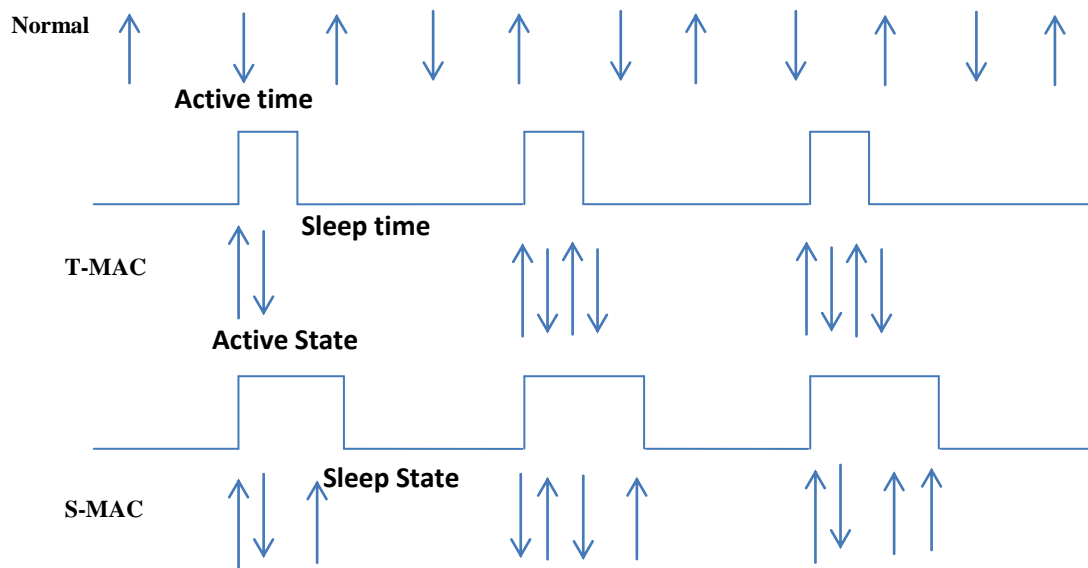 Normal
Active time
Sleep time
T-MAC
Active State
Sleep State
S-MAC